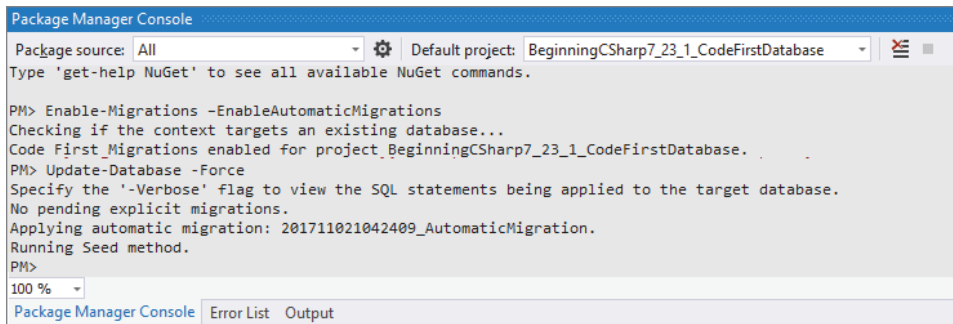 Package Manager Console
Package source: All Default project: BeginningCSharp7_23_1_CodeFirstDatabase
Type 'get-help NuGet' to see all available NuGet commands.
PM> Enable-Migrations –EnableAutomaticMigrations
Checking if the context targets an existing database...
Code First Migrations enabled for project BeginningCSharp7_23_1_CodeFirstDatabase.
PM> Update-Database -Force
Specify the '-Verbose' flag to view the SQL statements being applied to the target database.
No pending explicit migrations.
Applying automatic migration: 201711021042409_AutomaticMigration.
Running Seed method.
PM>
100 %
Package Manager Console Error List Output